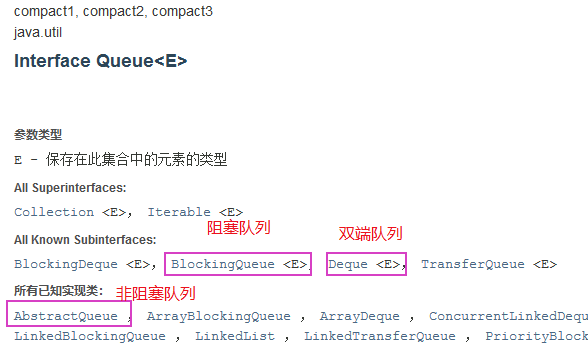 compact1, compact2, compact3
java.util
Interface Queue<E>
参数类型
E - 保存在此集合中的元素的类型
All Superinterfaces:
Collection <E>, Iterable <E>
阻塞队列
双端队列
All Known Subinterfaces:
BlockingDeque <E>, BlockingQueue <E>, Deque <E>, TransferQueue <E>
所有已知实现类: 非阻塞队列
AbstractQueue , ArrayBlockingQueue , ArrayDeque , ConcurrentLinkedDequ
LinkedBlockingQueue , LinkedList , LinkedTransferQueue , PriorityBlock